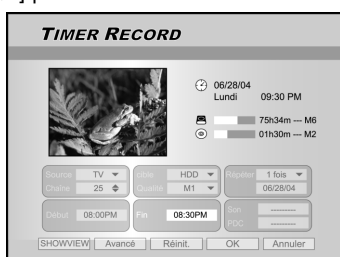 TIMER RECORD
06/28/04
Lundi 09:30 PM
75h34m --- M6
01h30m --- M2
Source TV Cible HDD Répéter 1 fois
Chaîne 25 Qualité M1 06/28/04
Début 08:00PM Fin 08:30PM Son ----------
PDC ----------
SHOWVIEW Avancé Réinit. OK Annuler